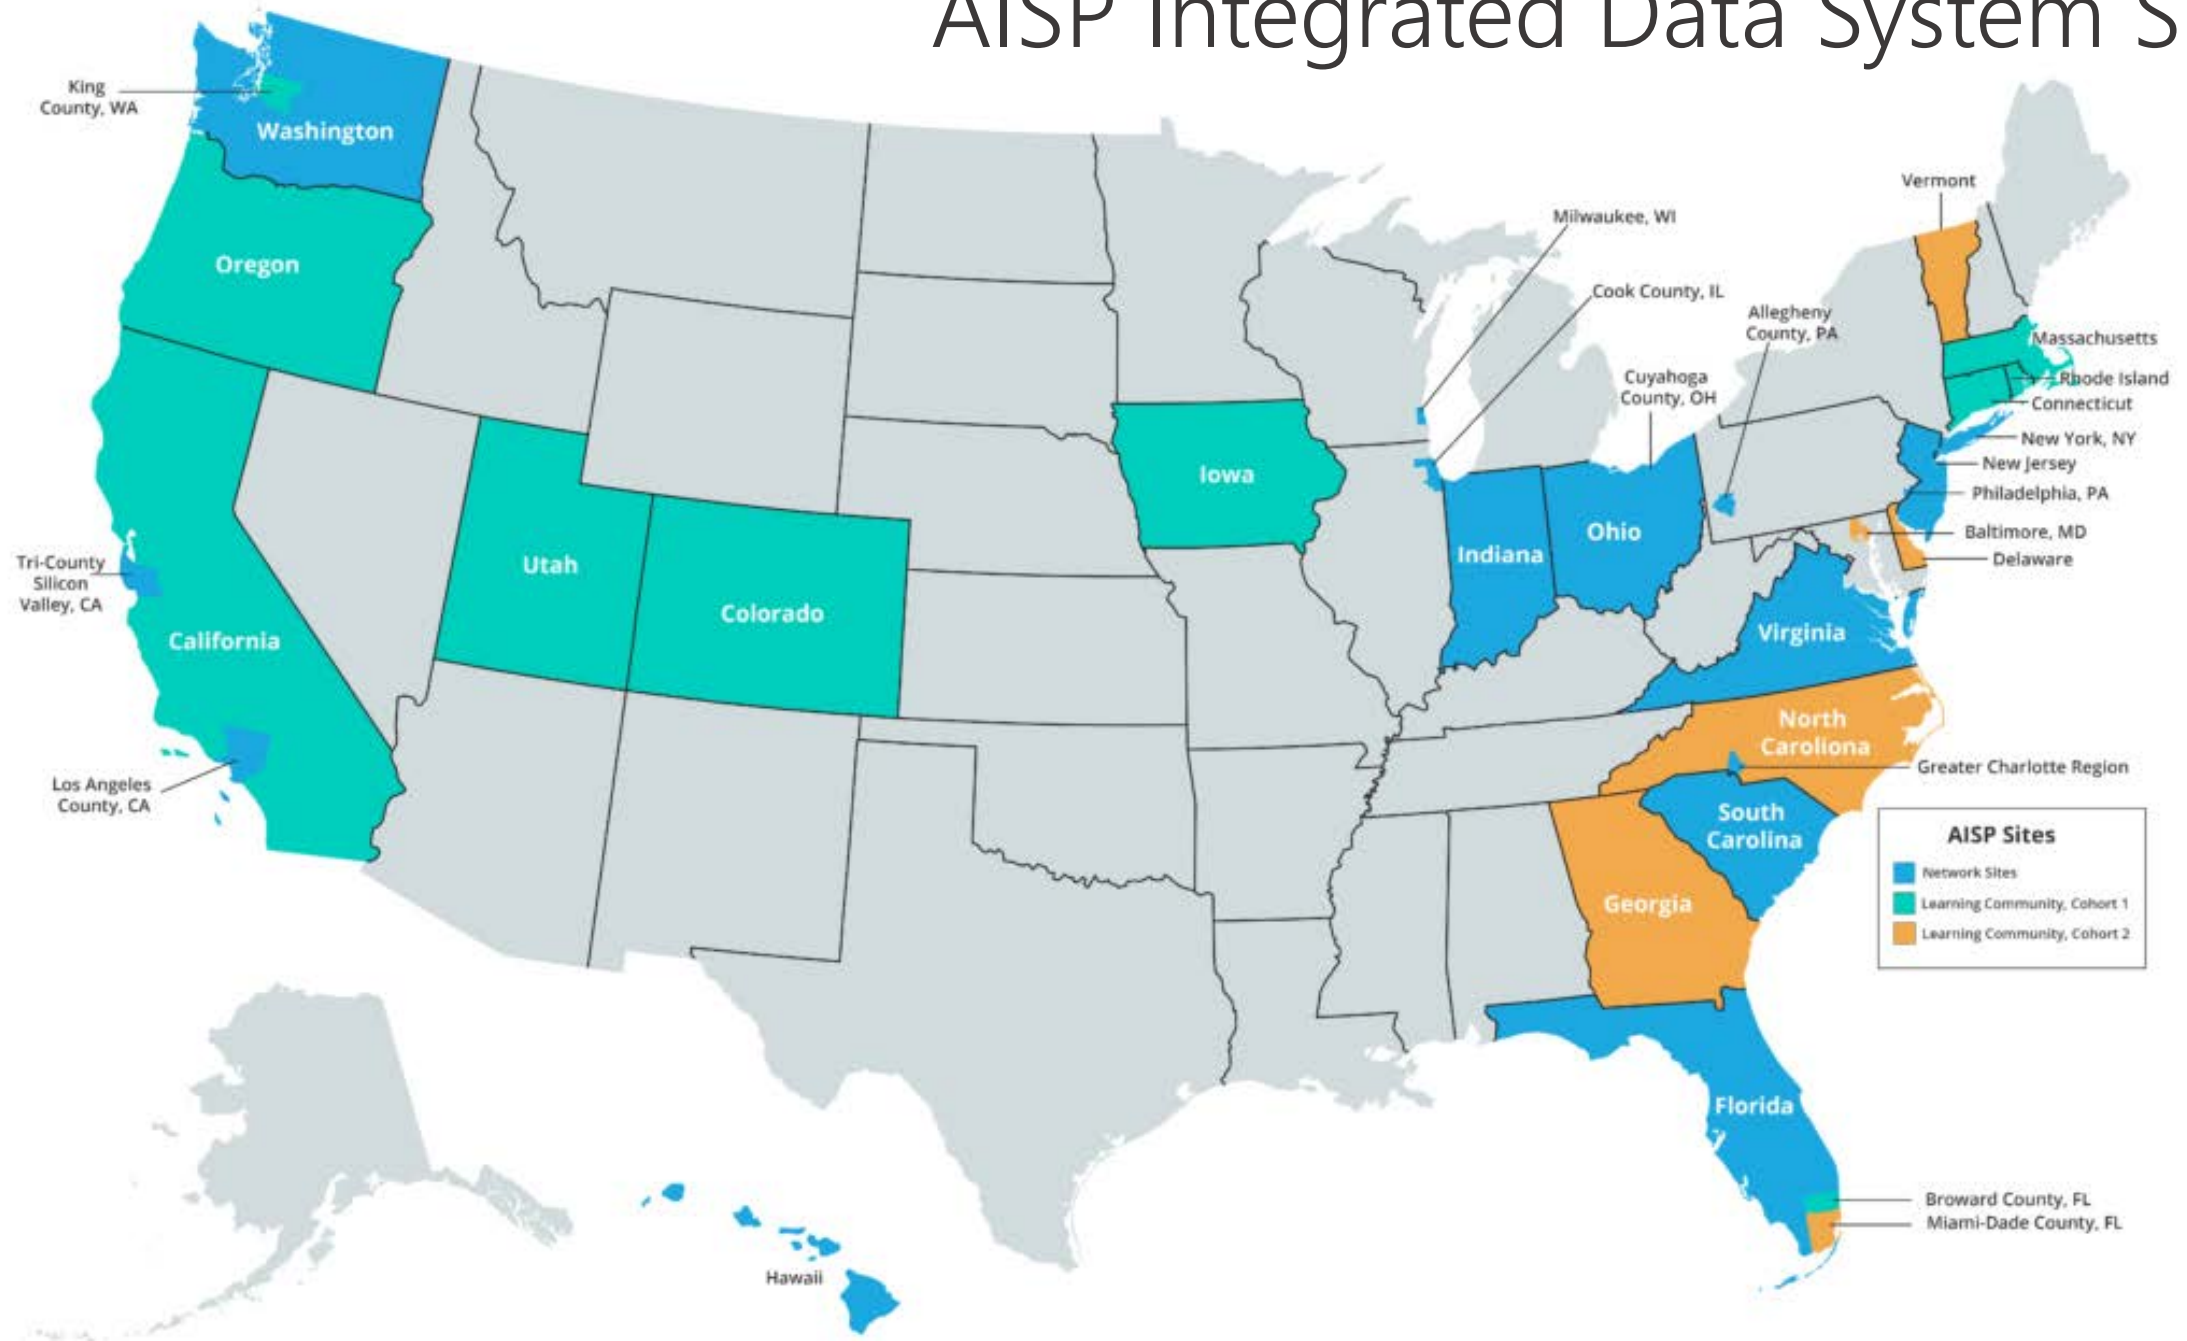 AISP Integrated Data System S
King
County, WA
Washington
Oregon
Vermont
Milwaukee, WI
Cook County, IL
Allegheny
County, PA
Cuyahoga
County, OH
Massachusetts
Rhode Island
Connecticut
New York, NY
New Jersey
Philadelphia, PA
Baltimore, MD
Delaware
Iowa
Utah
Colorado
Indiana
Ohio
Virginia
Tri-County
Silicon
Valley, CA
California
Los Angeles
County, CA
North
Caroliona
Greater Charlotte Region
South
Carolina
Georgia
AISP Sites
Network Sites
Learning Community, Cohort 1
Learning Community, Cohort 2
Florida
Broward County, FL
Miami-Dade County, FL
Hawaii